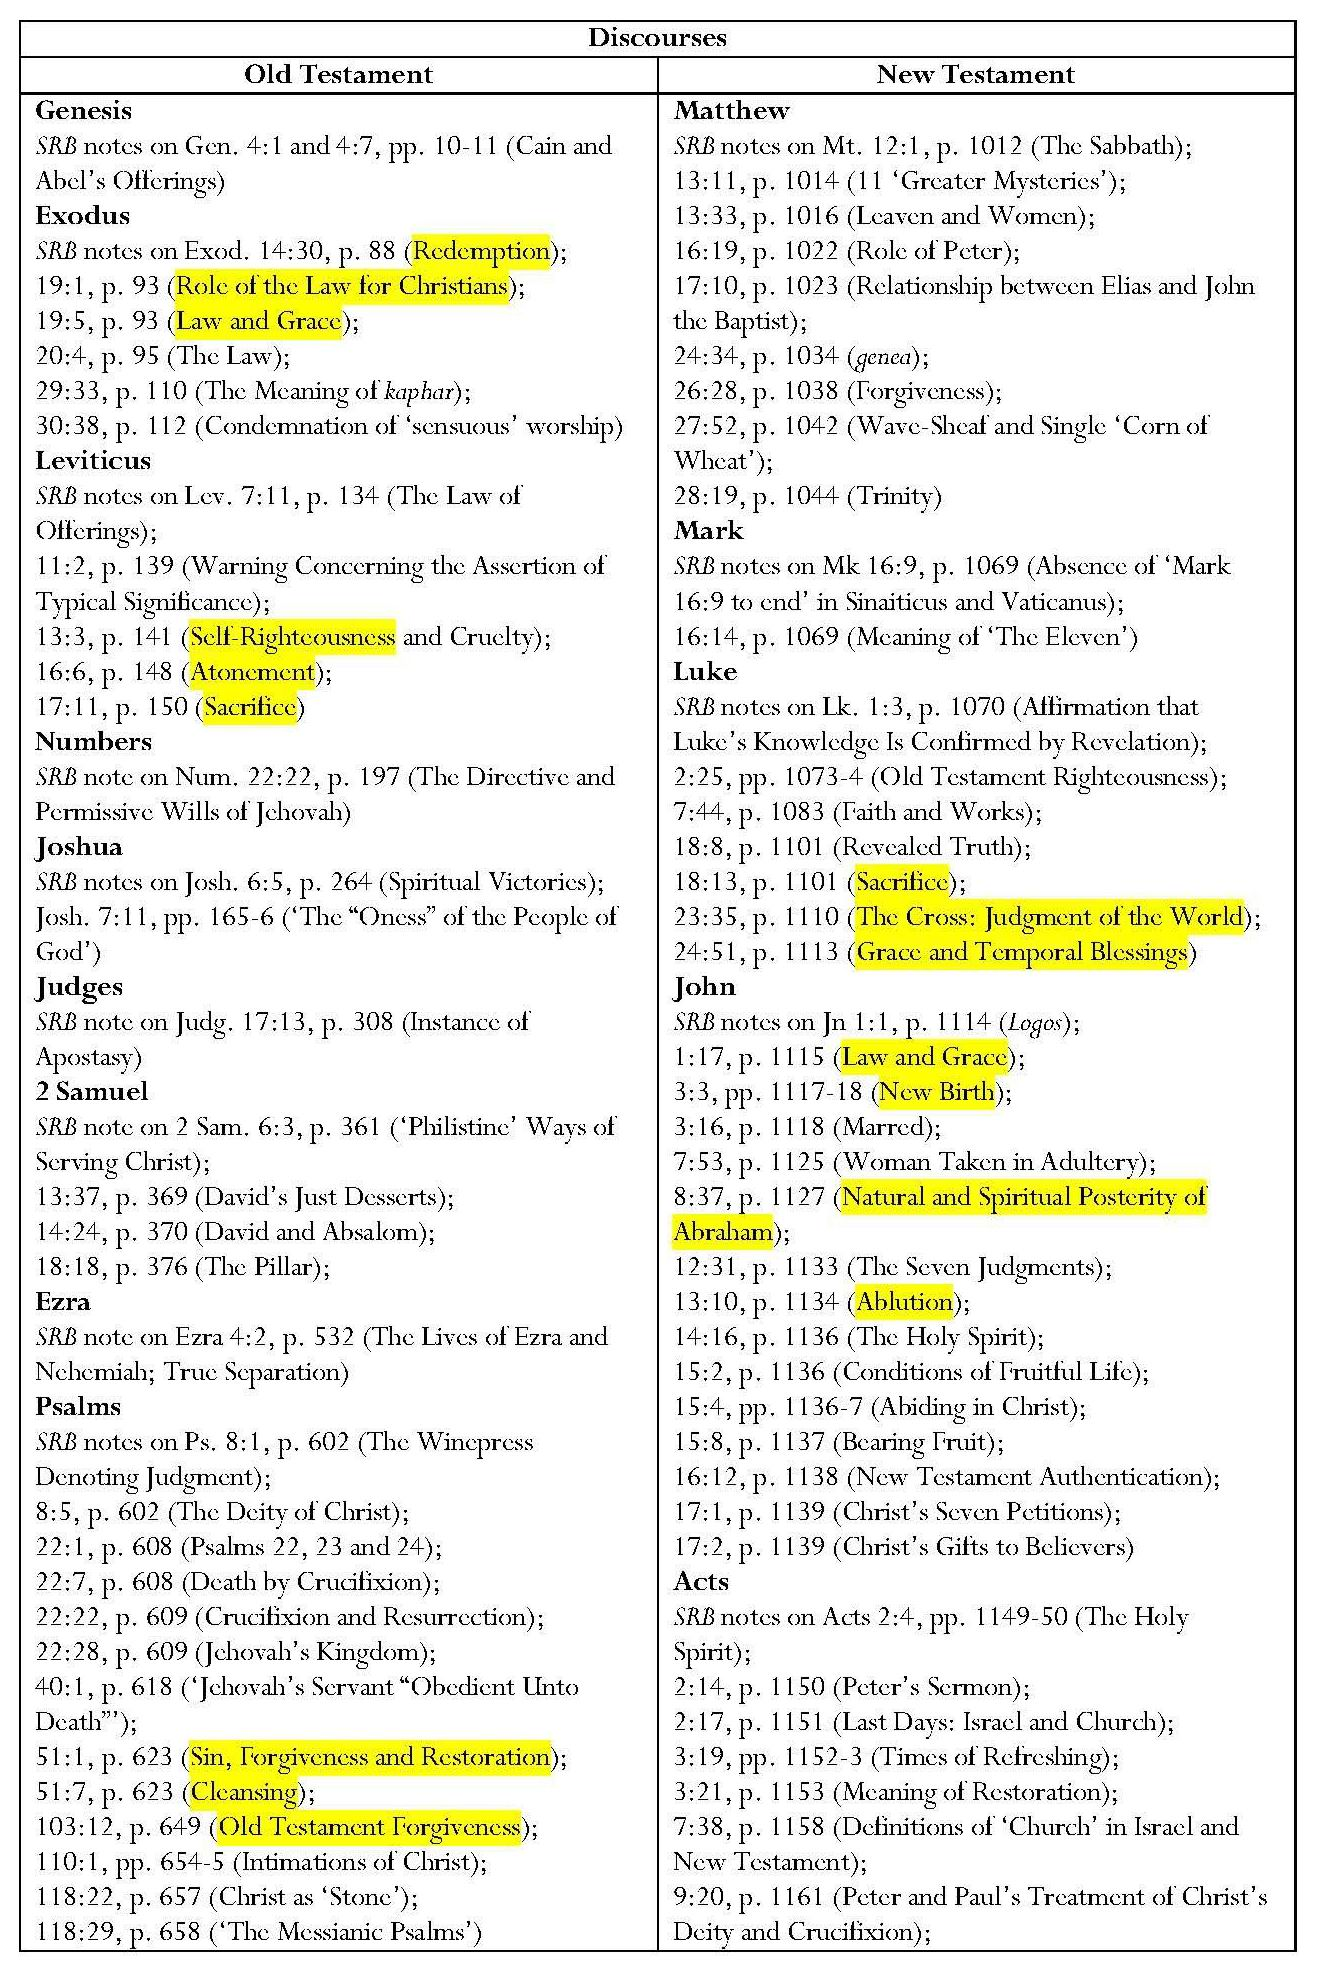 Discourses
Old Testament
Genesis
SRB notes on Gen. 4:1 and 4:7, pp. 10-11 (Cain and
Abel's Offerings)
Exodus
SRB notes on Exod. 14:30, p. 88 (Redemption);
19:1, p. 93 (Role of the Law for Christians);
19:5, p. 93 (Law and Grace);
20:4, p. 95 (The Law);
29:33, p. 110 (The Meaning of kaphar);
30:38, p. 112 (Condemnation of ‘sensuous’ worship)
Leviticus
SRB notes on Lev. 7:11, p. 134 (The Law of
Offerings);
11:2, p. 139 (Warning Concerning the Assertion of
Typical Significance);
13:3, p. 141 (Self-Righteousness and Cruelty);
16:6, p. 148 (Atonement);
17:11, p. 150 (Sacrifice)
Numbers
SRB note on Num. 22:22, p. 197 (The Directive and
Permissive Wills of Jehovah)
Joshua
SRB notes on Josh. 6:5, p. 264 (Spiritual Victories);
Josh. 7:11, pp. 165-6 (‘The “Oness” of the People of
God’)
Judges
SRB note on Judg. 17:13, p. 308 (Instance of
Apostasy)
2 Samuel
SRB note on 2 Sam. 6:3, p. 361 (‘Philistine’ Ways of
Serving Christ);
13:37, p. 369 (David’s Just Desserts);
14:24, p. 370 (David and Absalom);
18:18, p. 376 (The Pillar);
Ezra
SRB note on Ezra 4:2, p. 532 (The Lives of Ezra and
Nehemiah; True Separation)
Psalms
SRB notes on Ps. 8:1, p. 602 (The Winepress
Denoting Judgment);
8:5, p. 602 (The Deity of Christ);
22:1, p. 608 (Psalms 22, 23 and 24);
22:7, p. 608 (Death by Crucifixion);
22:22, p. 609 (Crucifixion and Resurrection);
22:28, p. 609 (Jehovah’s Kingdom);
40:1, p. 618 (‘Jehovah’s Servant “Obedient Unto
Death”’);
51:1, p. 623 (Sin, Forgiveness and Restoration);
51:7, p. 623 (Cleansing);
103:12, p. 649 (Old Testament Forgiveness);
110:1, pp. 654-5 (Intimations of Christ);
118:22, p. 657 (Christ as ‘Stone’);
118:29, p. 658 (‘The Messianic Psalms’)
New Testament
Matthew
SRB notes on Mt. 12:1, p. 1012 (The Sabbath);
13:11, p. 1014 (11 ‘Greater Mysteries’);
13:33, p. 1016 (Leaven and Women);
16:19, p. 1022 (Role of Peter);
17:10, p. 1023 (Relationship between Elias and John
the Baptist);
24:34, p. 1034 (genea);
26:28, p. 1038 (Forgiveness);
27:52, p. 1042 (Wave-Sheaf and Single ‘Corn of
Wheat’);
28:19, p. 1044 (Trinity)
Mark
SRB notes on Mk 16:9, p. 1069 (Absence of ‘Mark
16:9 to end’ in Sinaiticus and Vaticanus);
16:14, p. 1069 (Meaning of ‘The Eleven’)
Luke
SRB notes on Lk. 1:3, p. 1070 (Affirmation that
Luke’s Knowledge Is Confirmed by Revelation);
2:25, pp. 1073-4 (Old Testament Righteousness);
7:44, p. 1083 (Faith and Works);
18:8, p. 1101 (Revealed Truth);
18:13, p. 1101 (Sacrifice);
23:35, p. 1110 (The Cross: Judgment of the World);
24:51, p. 1113 (Grace and Temporal Blessings)
John
SRB notes on Jn 1:1, p. 1114 (Logos);
1:17, p. 1115 (Law and Grace);
3:3, pp. 1117-18 (New Birth);
3:16, p. 1118 (Marred);
7:53, p. 1125 (Woman Taken in Adultery);
8:37, p. 1127 (Natural and Spiritual Posterity of
Abraham);
12:31, p. 1133 (The Seven Judgments);
13:10, p. 1134 (Ablution);
14:16, p. 1136 (The Holy Spirit);
15:2, p. 1136 (Conditions of Fruitful Life);
15:4, pp. 1136-7 (Abiding in Christ);
15:8, p. 1137 (Bearing Fruit);
16:12, p. 1138 (New Testament Authentication);
17:1, p. 1139 (Christ’s Seven Petitions);
17:2, p. 1139 (Christ’s Gifts to Believers)
Acts
SRB notes on Acts 2:4, pp. 1149-50 (The Holy
Spirit);
2:14, p. 1150 (Peter’s Sermon);
2:17, p. 1151 (Last Days: Israel and Church);
3:19, pp. 1152-3 (Times of Refreshing);
3:21, p. 1153 (Meaning of Restoration);
7:38, p. 1158 (Definitions of ‘Church’ in Israel and
New Testament);
9:20, p. 1161 (Peter and Paul’s Treatment of Christ’s
Deity and Crucifixion);